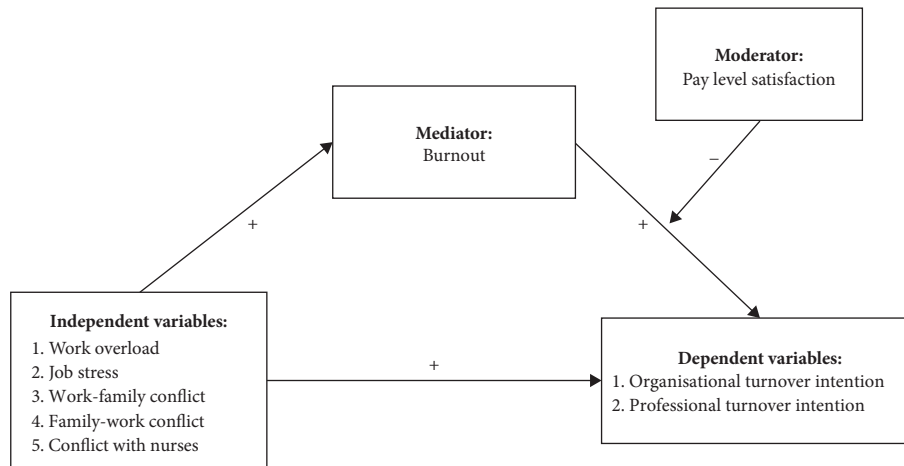 Moderator:
Pay level satisfaction
Mediator:
Burnout
−
+
+
Independent variables:
1. Work overload
2. Job stress
3. Work-family conflict
4. Family-work conflict
5. Conflict with nurses
+
Dependent variables:
1. Organisational turnover intention
2. Professional turnover intention